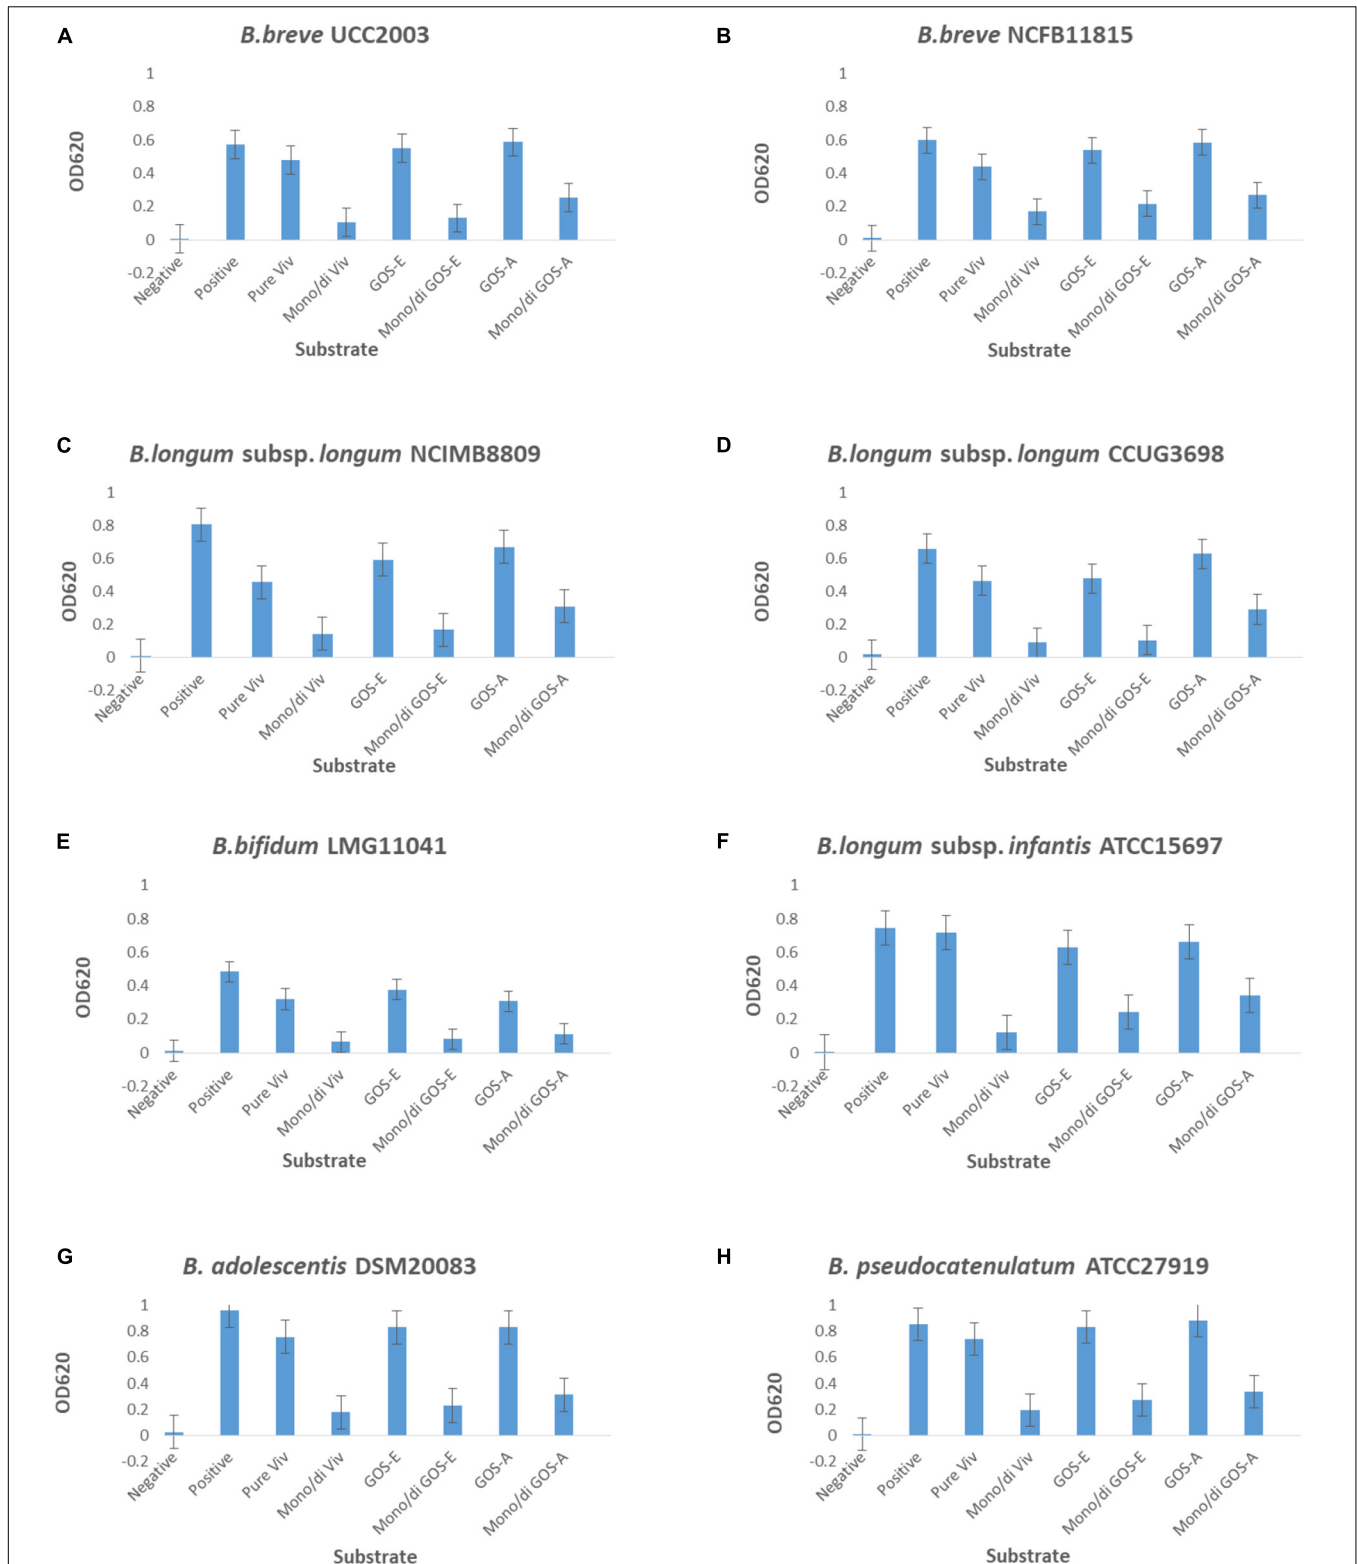 A
B.breve UCC2003
1
0.8
0.6
0.4
0.2
0
-0.2
OD620
Negative
Positive
Pure Viv
Mono/di Viv
GOS-E
Mono/di GOS-E
GOS-A
Mono/di GOS-A
Substrate
B
B.breve NCFB11815
1
0.8
0.6
0.4
0.2
0
-0.2
OD620
Negative
Positive
Pure Viv
Mono/di Viv
GOS-E
Mono/di GOS-E
GOS-A
Mono/di GOS-A
Substrate
C
B.longum subsp. longum NCIMB8809
1
0.8
0.6
0.4
0.2
0
-0.2
OD620
Negative
Positive
Pure Viv
Mono/di Viv
GOS-E
Mono/di GOS-E
GOS-A
Mono/di GOS-A
Substrate
D
B.longum subsp. longum CCUG3698
1
0.8
0.6
0.4
0.2
0
-0.2
OD620
Negative
Positive
Pure Viv
Mono/di Viv
GOS-E
Mono/di GOS-E
GOS-A
Mono/di GOS-A
Substrate
E
B.bifidum LMG11041
1
0.8
0.6
0.4
0.2
0
-0.2
OD620
Negative
Positive
Pure Viv
Mono/di Viv
GOS-E
Mono/di GOS-E
GOS-A
Mono/di GOS-A
Substrate
F
B.longum subsp. infantis ATCC15697
1
0.8
0.6
0.4
0.2
0
-0.2
OD620
Negative
Positive
Pure Viv
Mono/di Viv
GOS-E
Mono/di GOS-E
GOS-A
Mono/di GOS-A
Substrate
G
B. adolescentis DSM20083
1
0.8
0.6
0.4
0.2
0
-0.2
OD620
Negative
Positive
Pure Viv
Mono/di Viv
GOS-E
Mono/di GOS-E
GOS-A
Mono/di GOS-A
Substrate
H
B. pseudocatenulatum ATCC27919
1
0.8
0.6
0.4
0.2
0
-0.2
OD620
Negative
Positive
Pure Viv
Mono/di Viv
GOS-E
Mono/di GOS-E
GOS-A
Mono/di GOS-A
Substrate